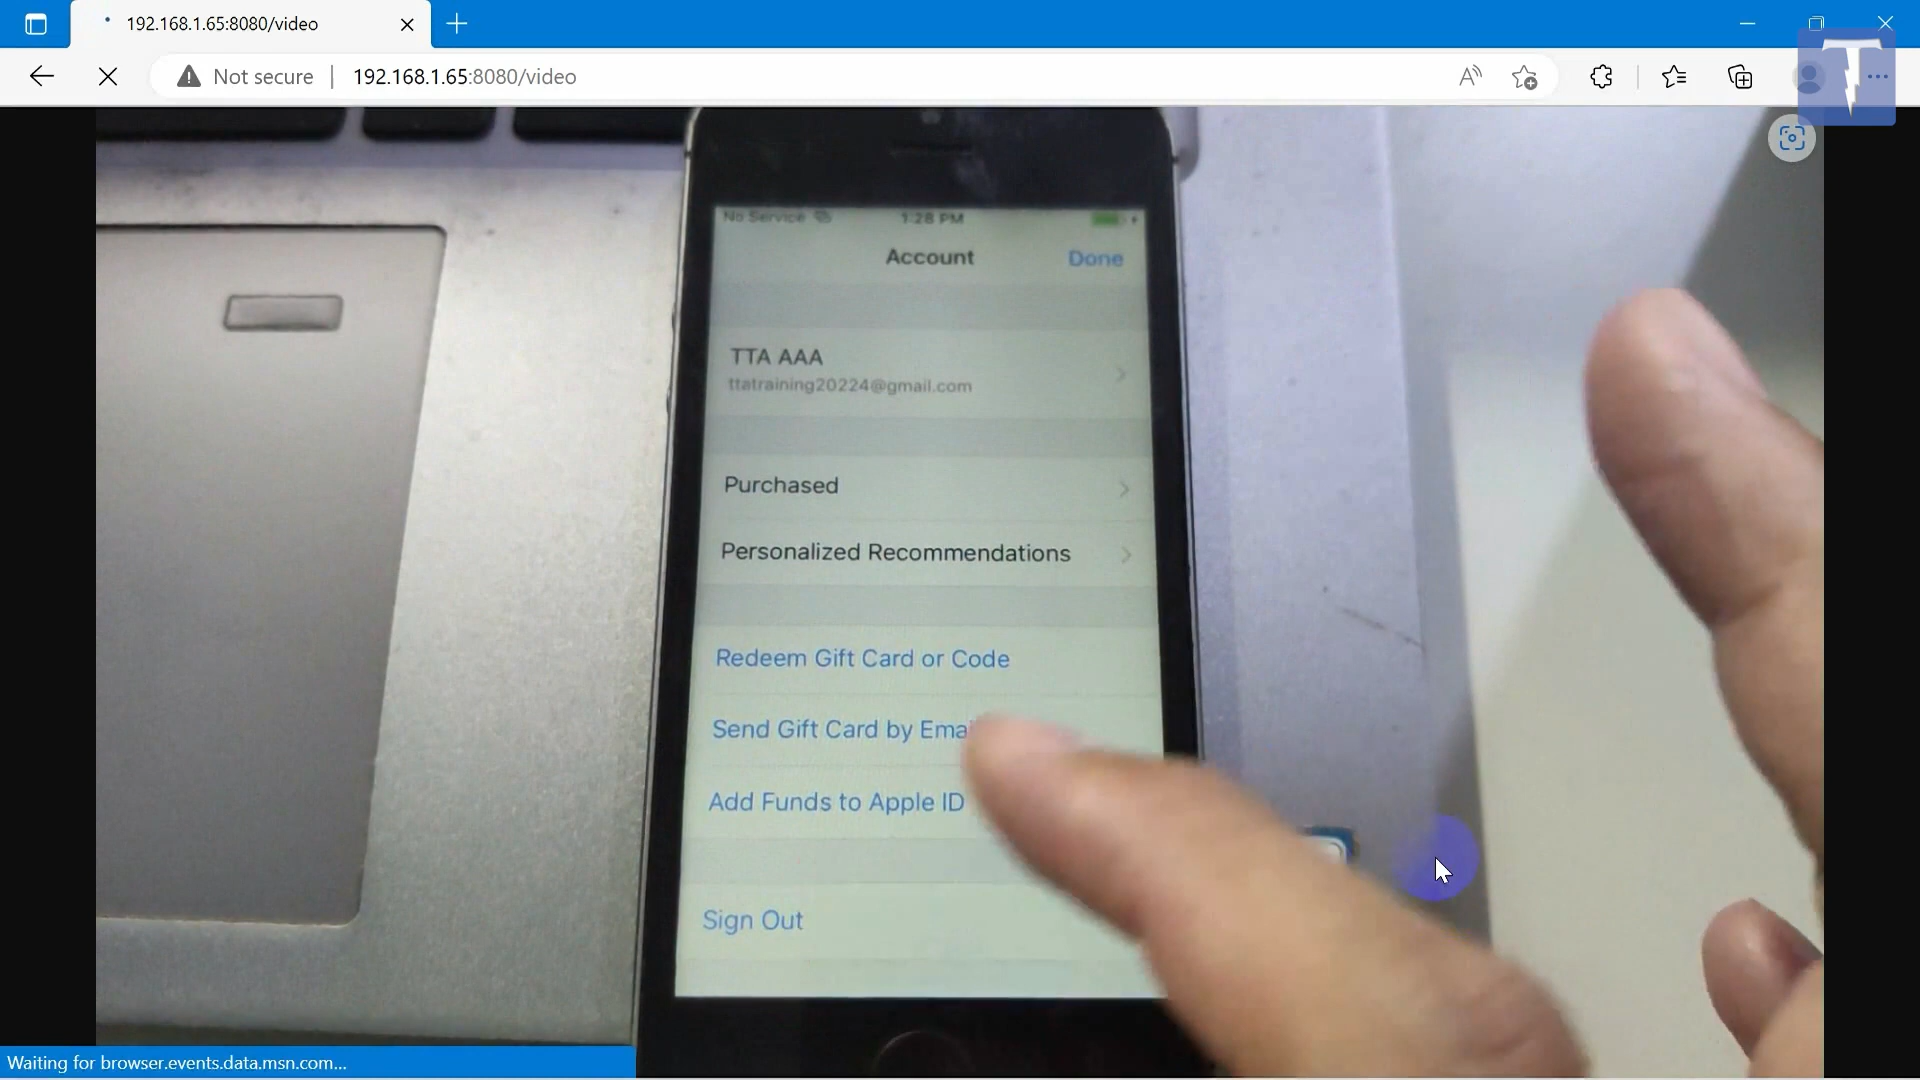 192.168.1.65:8080/video
Not secure
192.168.1.65:8080/video
No Service
1:28 PM
Account
Done
TTA AAA
ttatraining20224@gmail.com
Purchased
Personalized Recommendations
Redeem Gift Card or Code
Send Gift Card by Email
Add Funds to Apple ID
Sign Out
Waiting for browser.events.data.msn.com...